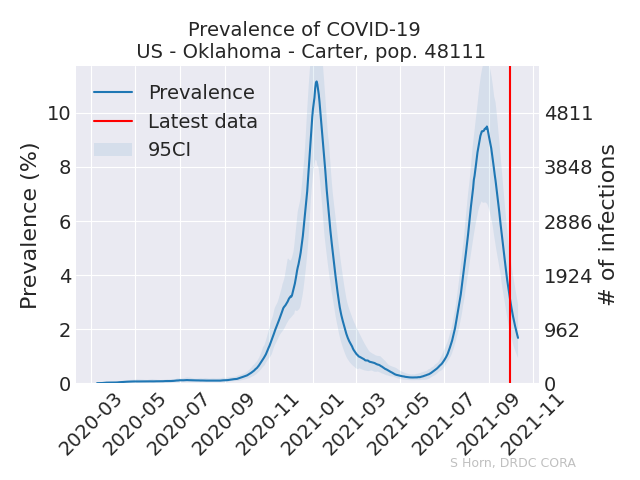 Prevalence of COVID-19
US - Oklahoma - Carter, pop. 48111
Prevalence
Latest data
95CI
Prevalence (%)
10
8
6
4
2
0
4811
3848
2886
1924
962
0
# of infections
2020-03
2020-05
2020-07
2020-09
2020-11
2021-01
2021-03
2021-05
2021-07
2021-09
2021-11
S Horn, DRDC CORA